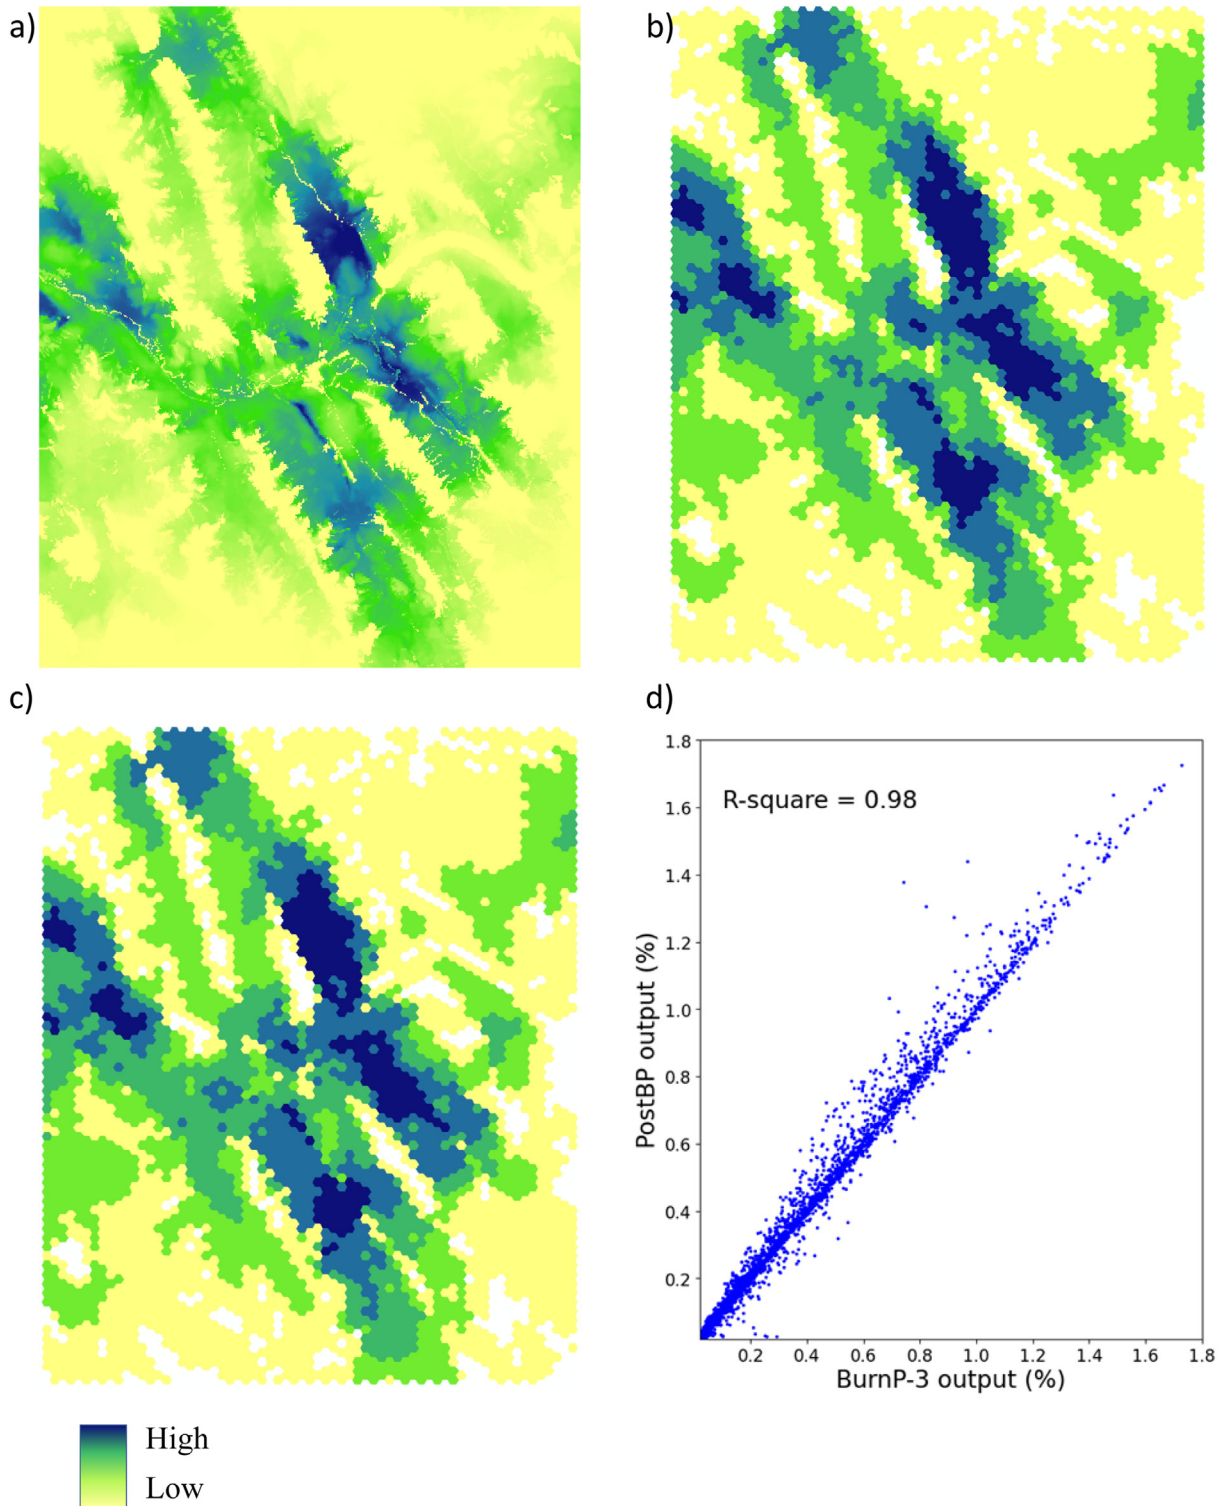 a)
b)
c)
d)
1.8
1.6
1.4
1.2
1.0
0.8
0.6
0.4
0.2
R-square = 0.98
PostBP output (%)
0.2 0.4 0.6 0.8 1.0 1.2 1.4 1.6 1.8
BurnP-3 output (%)
High
Low